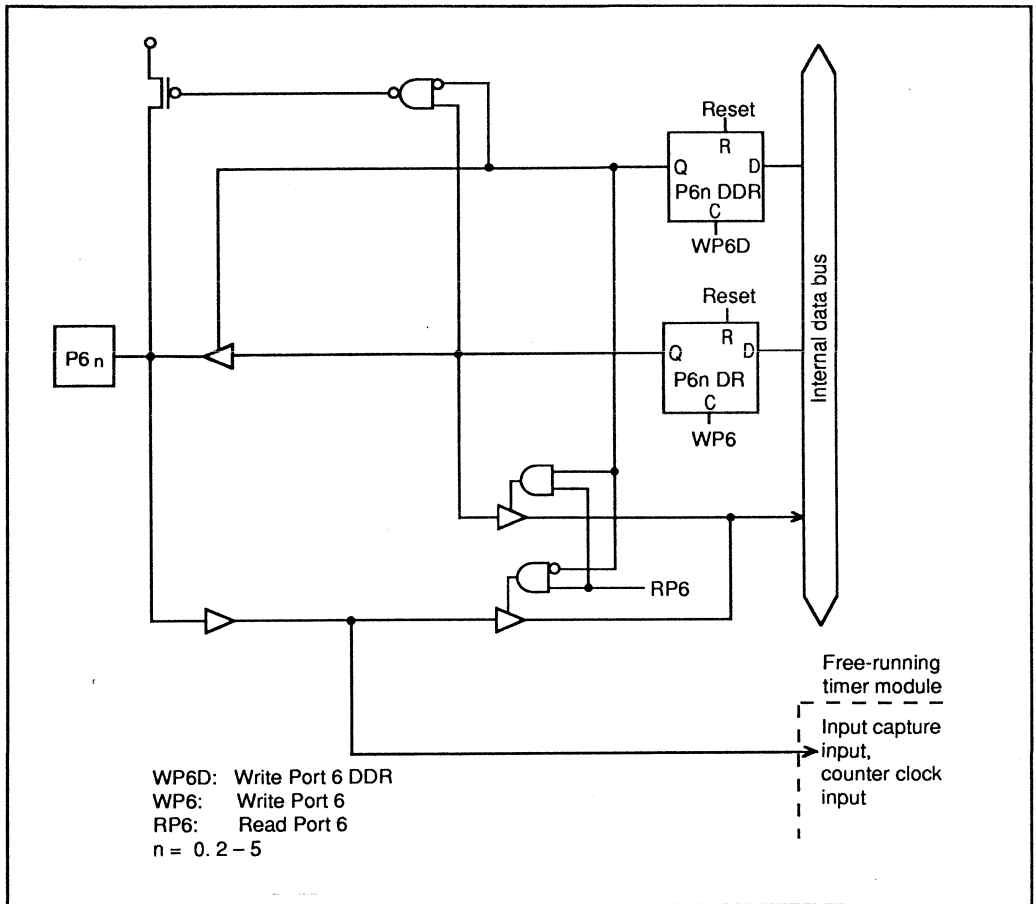 Reset
R
Q D
P6n DDR
C
WP6D
Reset
R
Q D
P6n DR
C
WP6
P6 n
Internal data bus
RP6
Free-running
timer module
Input capture
input,
counter clock
input
WP6D: Write Port 6 DDR
WP6: Write Port 6
RP6: Read Port 6
n = 0. 2 – 5